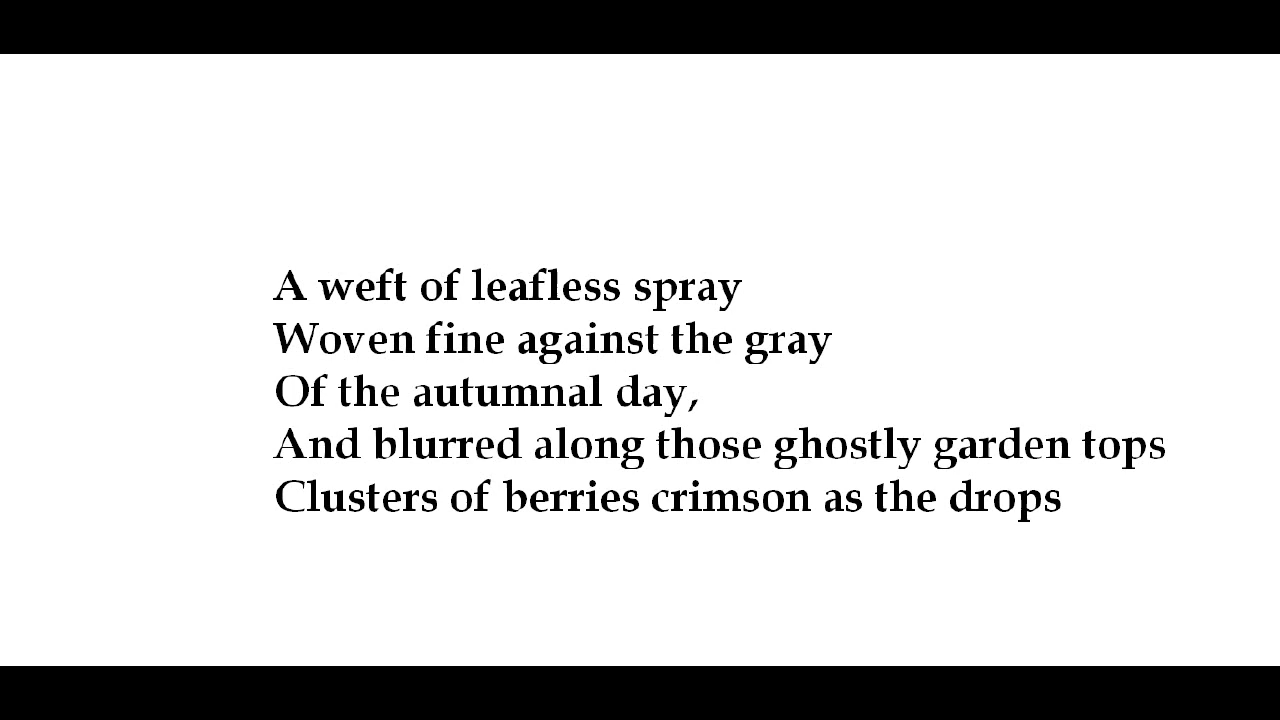 A weft of leafless spray
Woven fine against the gray
Of the autumnal day,
And blurred along those ghostly garden tops
Clusters of berries crimson as the drops